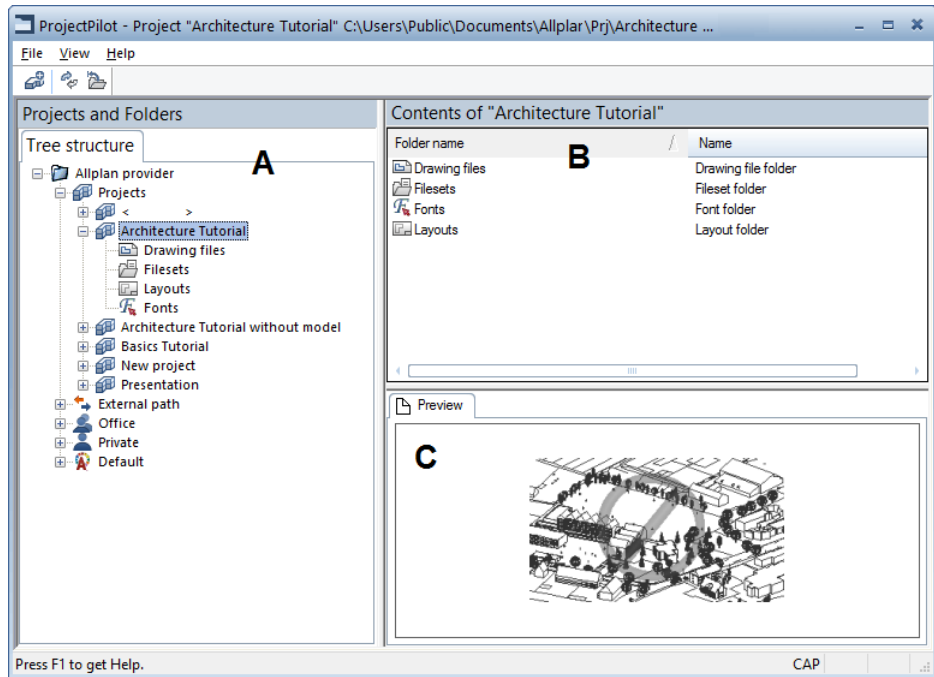 ProjectPilot - Project "Architecture Tutorial" C:\Users\Public\Documents\Allplar\Prj\Architecture ...
File View Help
Projects and Folders
Tree structure
A
Allplan provider
Projects
< >
Architecture Tutorial
Drawing files
Filesets
Layouts
Fonts
Architecture Tutorial without model
Basics Tutorial
New project
Presentation
External path
Office
Private
Default
Contents of "Architecture Tutorial"
Folder name / Name
B
Drawing files Drawing file folder
Filesets Fileset folder
Fonts Font folder
Layouts Layout folder
Preview
C
Press F1 to get Help. CAP